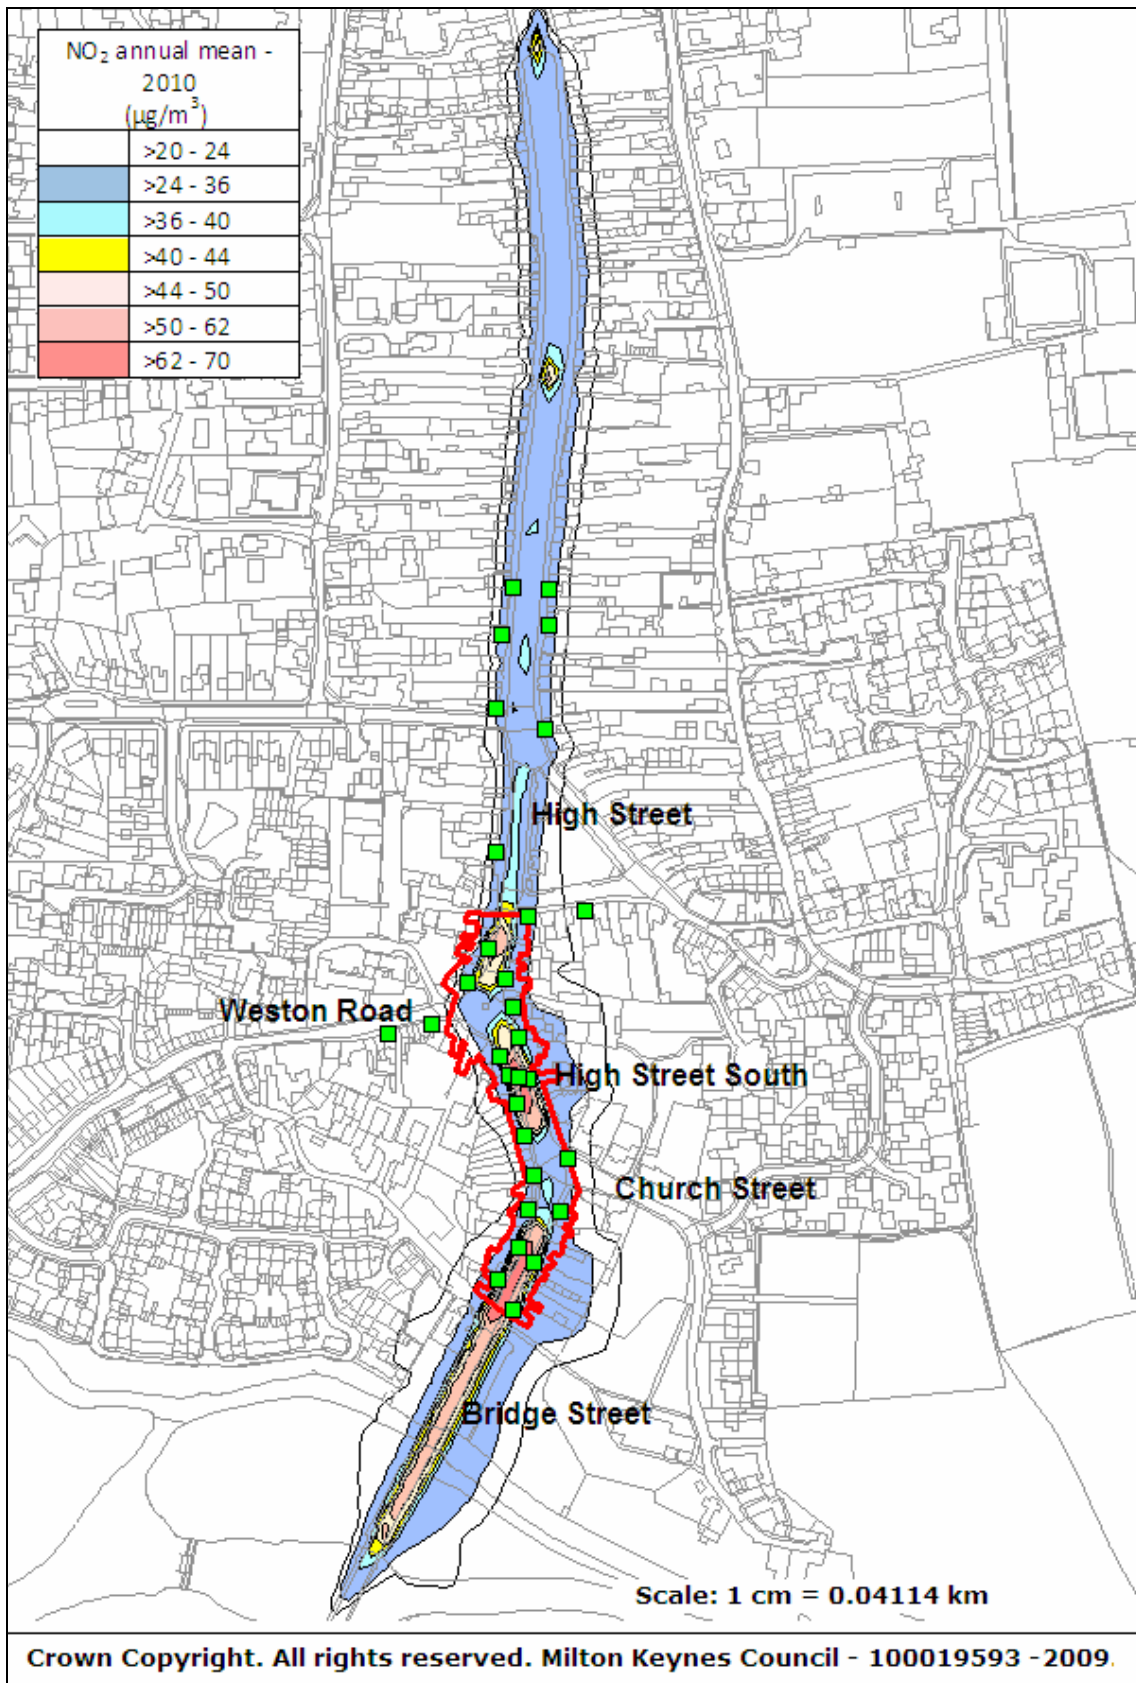 NO₂ annual mean -
2010
(µg/m³)
>20 - 24
>24 - 36
>36 - 40
>40 - 44
>44 - 50
>50 - 62
>62 - 70
High Street
Weston Road
High Street South
Church Street
Bridge Street
Scale: 1 cm = 0.04114 km
Crown Copyright. All rights reserved. Milton Keynes Council - 100019593 -2009.